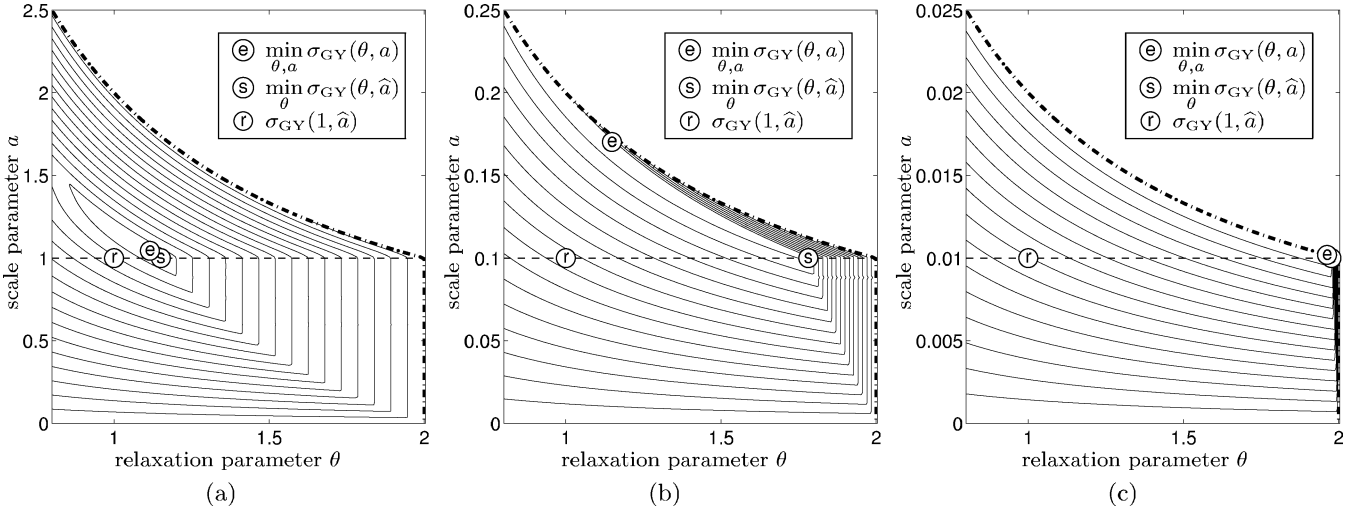 2.5
2
1.5
1
0.5
0
1
1.5
2
scale parameter a
relaxation parameter θ
e min σGY(θ, a)
θ,a
s min σGY(θ, â)
θ
r σGY(1, â)
r
e
s
(a)
0.25
0.2
0.15
0.1
0.05
0
1
1.5
2
scale parameter a
relaxation parameter θ
e min σGY(θ, a)
θ,a
s min σGY(θ, â)
θ
r σGY(1, â)
e
r
s
(b)
0.025
0.02
0.015
0.01
0.005
0
1
1.5
2
scale parameter a
relaxation parameter θ
e min σGY(θ, a)
θ,a
s min σGY(θ, â)
θ
r σGY(1, â)
r
e
(c)